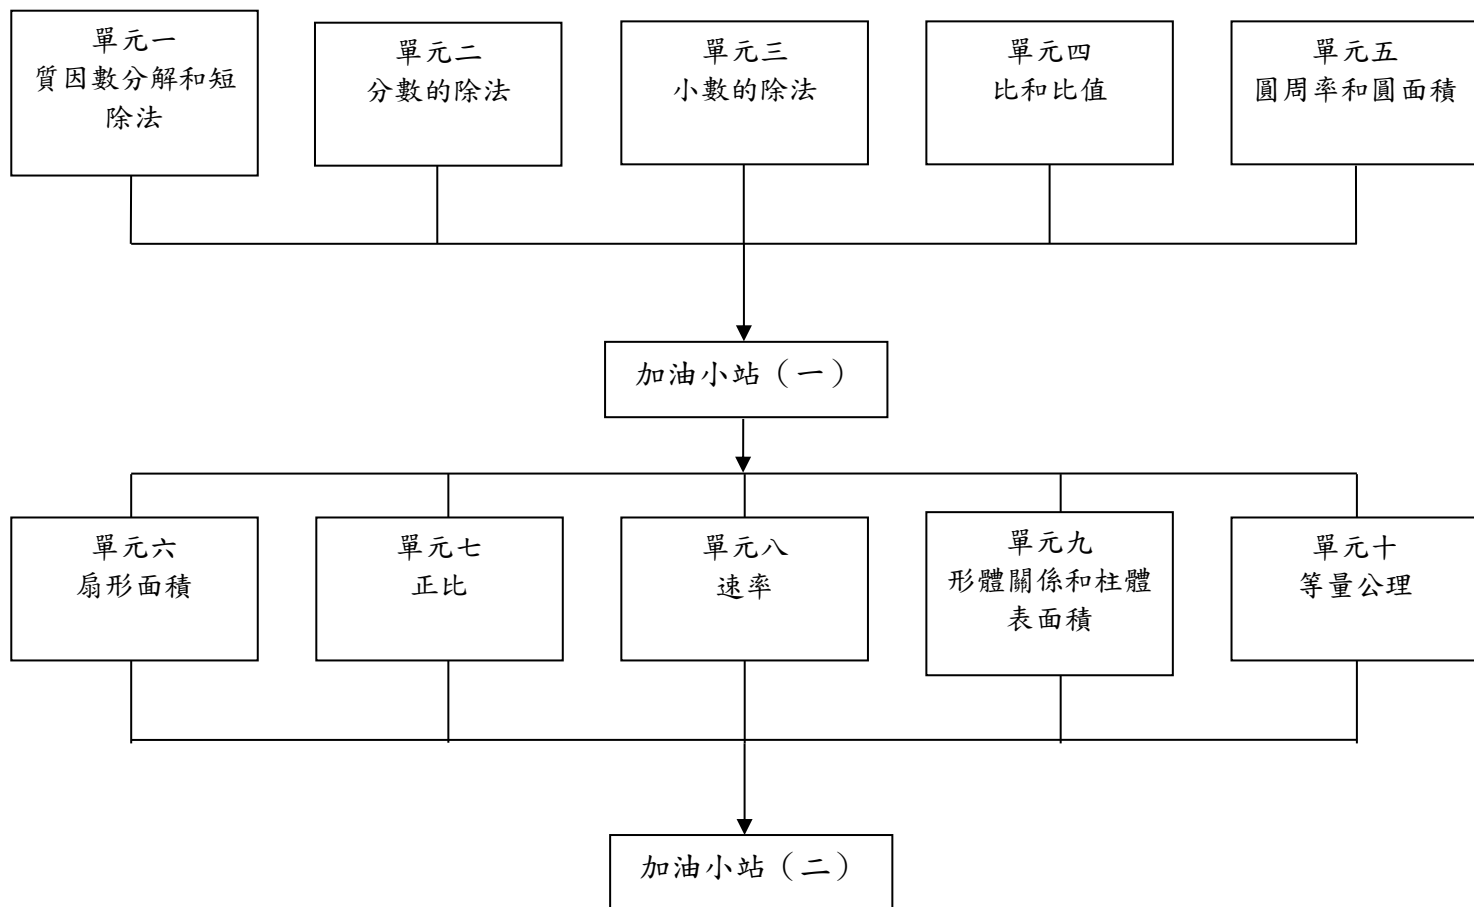 單元一
質因數分解和短
除法
單元二
分數的除法
單元三
小數的除法
單元四
比和比值
單元五
圓周率和圓面積
加油小站（一）
單元六
扇形面積
單元七
正比
單元八
速率
單元九
形體關係和柱體
表面積
單元十
等量公理
加油小站（二）